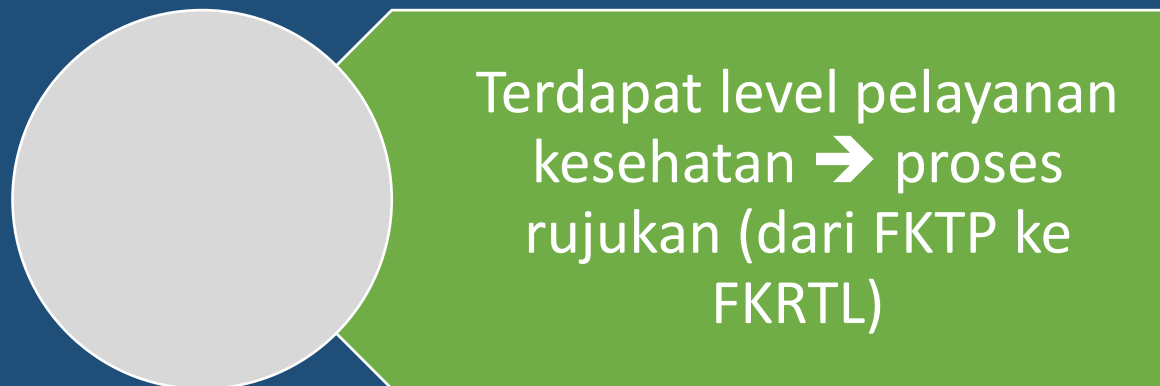 Terdapat level pelayanan
kesehatan ➔ proses
rujukan (dari FKTP ke
FKRTL)